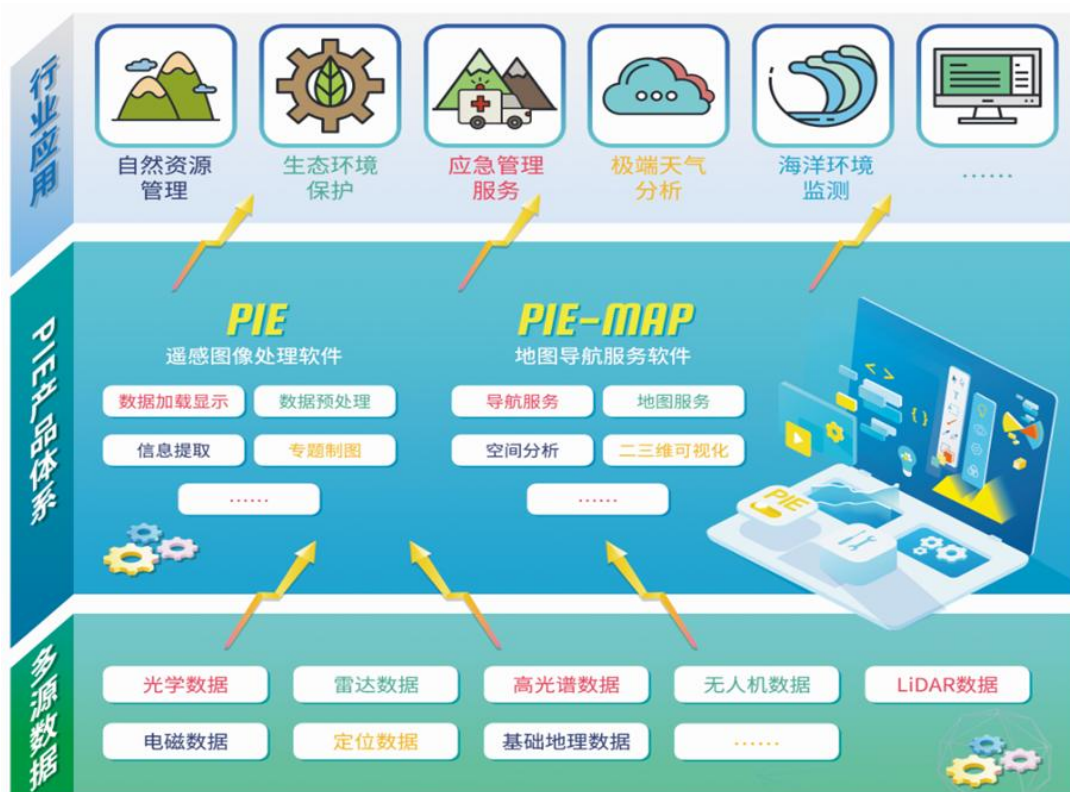 行业应用
自然资源
管理
生态环境
保护
应急管理
服务
极端天气
分析
海洋环境
监测
......
PIE产品体系
PIE
遥感图像处理软件
数据加载显示
数据预处理
信息提取
专题制图
......
PIE-MAP
地图导航服务软件
导航服务
地图服务
空间分析
二三维可视化
......
PIE
多源数据
光学数据
雷达数据
高光谱数据
无人机数据
LiDAR数据
电磁数据
定位数据
基础地理数据
......